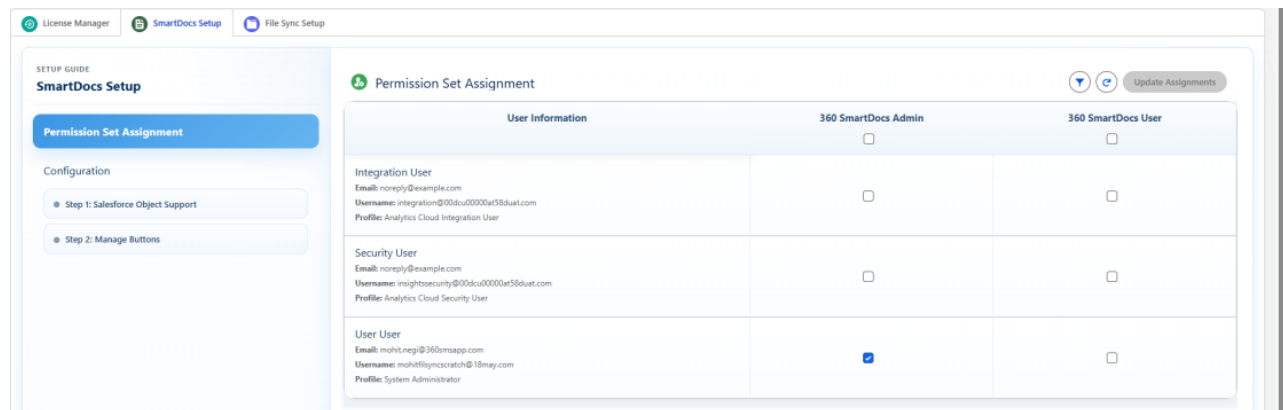 License Manager
SmartDocs Setup
File Sync Setup
SETUP GUIDE
SmartDocs Setup
Permission Set Assignment
Configuration
Step 1: Salesforce Object Support
Step 2: Manage Buttons
Permission Set Assignment
Update Assignments
User Information
360 SmartDocs Admin
360 SmartDocs User
Integration User
Email: noreply@example.com
Username: integration@00dcu00000at58duat.com
Profile: Analytics Cloud Integration User
Security User
Email: noreply@example.com
Username: insightssecurity@00dcu00000at58duat.com
Profile: Analytics Cloud Security User
User User
Email: mohit.negi@360smsapp.com
Username: mohitfilsyncscratch@18may.com
Profile: System Administrator